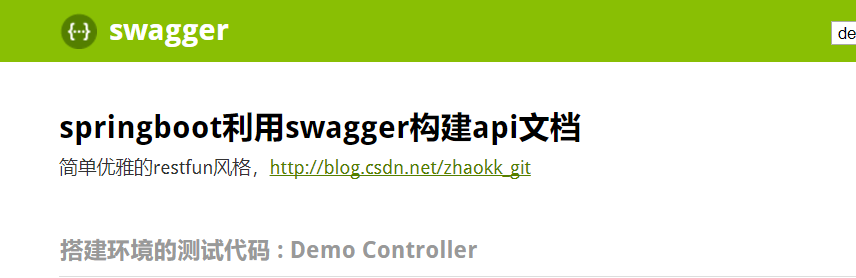 {···} swagger
de
springboot利用swagger构建api文档
简单优雅的restfun风格，http://blog.csdn.net/zhaokk_git
搭建环境的测试代码 : Demo Controller